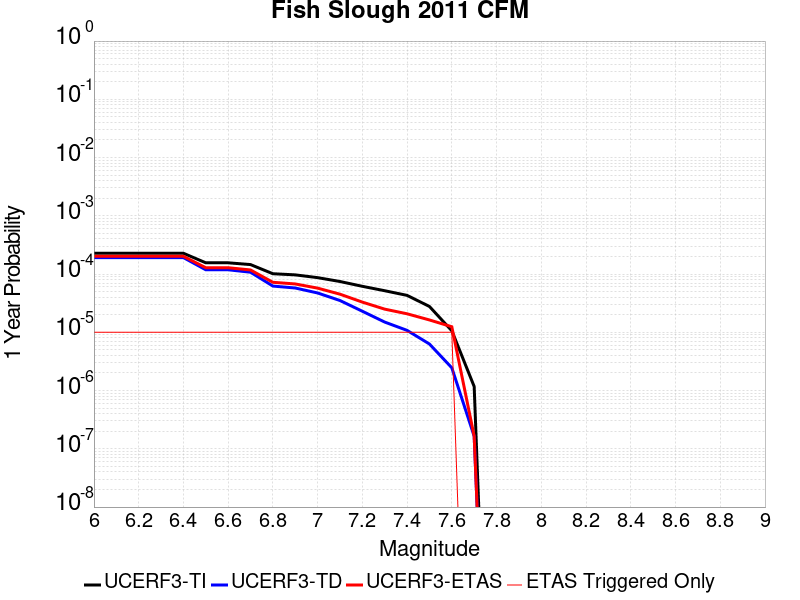 Fish Slough 2011 CFM
1 Year Probability
10^0
10^-1
10^-2
10^-3
10^-4
10^-5
10^-6
10^-7
10^-8
6 6.2 6.4 6.6 6.8 7 7.2 7.4 7.6 7.8 8 8.2 8.4 8.6 8.8 9
Magnitude
UCERF3-TI UCERF3-TD UCERF3-ETAS ETAS Triggered Only